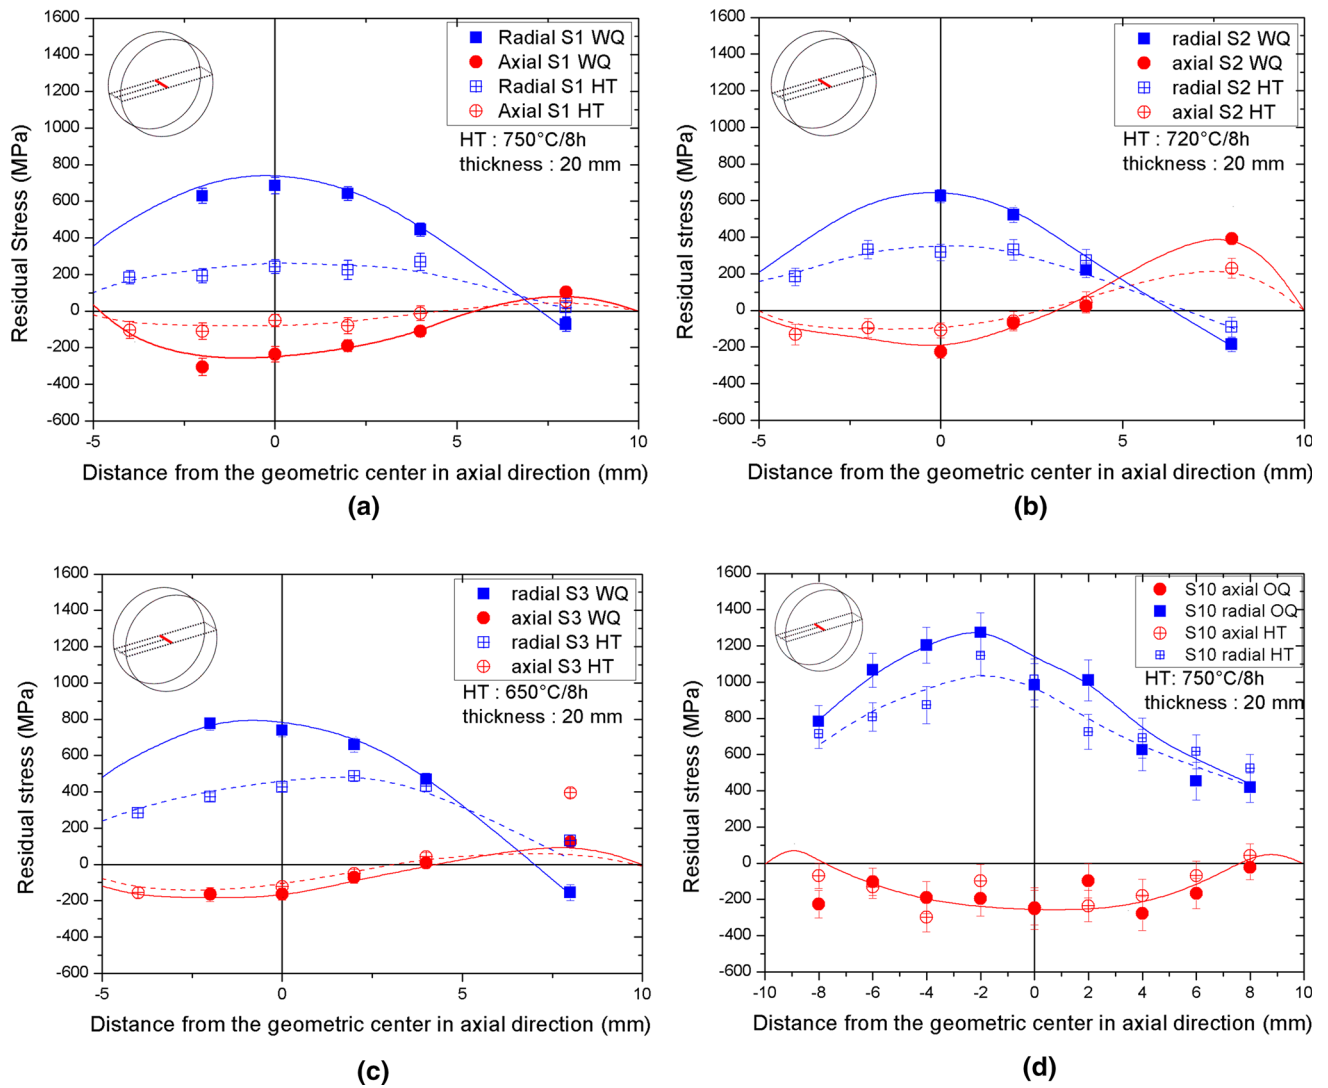 1600
1400
1200
1000
800
600
400
200
0
-200
-400
-600
Residual Stress (MPa)
Radial S1 WQ
Axial S1 WQ
Radial S1 HT
Axial S1 HT
HT : 750°C/8h
thickness : 20 mm
-5
0
5
10
Distance from the geometric center in axial direction (mm)
(a)
1600
1400
1200
1000
800
600
400
200
0
-200
-400
-600
Residual stress (MPa)
radial S2 WQ
axial S2 WQ
radial S2 HT
axial S2 HT
HT : 720°C/8h
thickness : 20 mm
-5
0
5
10
Distance from the geometric center in axial direction (mm)
(b)
1600
1400
1200
1000
800
600
400
200
0
-200
-400
-600
Residual stress (MPa)
radial S3 WQ
axial S3 WQ
radial S3 HT
axial S3 HT
HT : 650°C/8h
thickness : 20 mm
-5
0
5
10
Distance from the geometric center in axial direction (mm)
(c)
1600
1400
1200
1000
800
600
400
200
0
-200
-400
-600
Residual stress (MPa)
S10 axial OQ
S10 radial OQ
S10 axial HT
S10 radial HT
HT: 750°C/8h
thickness : 20 mm
-10
-8
-6
-4
-2
0
2
4
6
8
10
Distance from the geometric center in axial direction (mm)
(d)